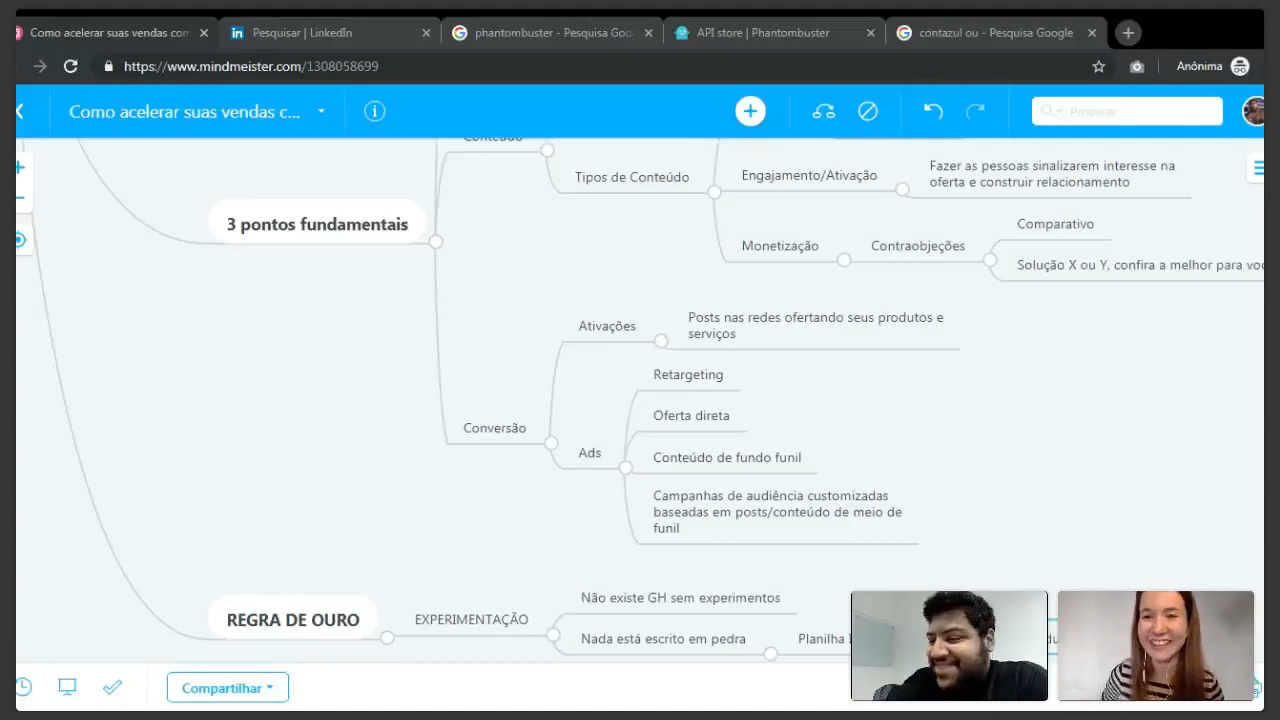 Como acelerar suas vendas com
Pesquisar | LinkedIn
phantombuster - Pesquisa Goo
API store | Phantombuster
contazul ou - Pesquisa Google
https://www.mindmeister.com/1308058699
Anônima
Como acelerar suas vendas c...
Procurar
Conteúdo
Tipos de Conteúdo
Engajamento/Ativação
Fazer as pessoas sinalizarem interesse na
oferta e construir relacionamento
3 pontos fundamentais
Monetização
Contraobjeções
Comparativo
Solução X ou Y, confira a melhor para voc
Ativações
Posts nas redes ofertando seus produtos e
serviços
Retargeting
Conversão
Oferta direta
Ads
Conteúdo de fundo funil
Campanhas de audiência customizadas
baseadas em posts/conteúdo de meio de
funil
REGRA DE OURO
EXPERIMENTAÇÃO
Não existe GH sem experimentos
Nada está escrito em pedra
Planilha
Compartilhar